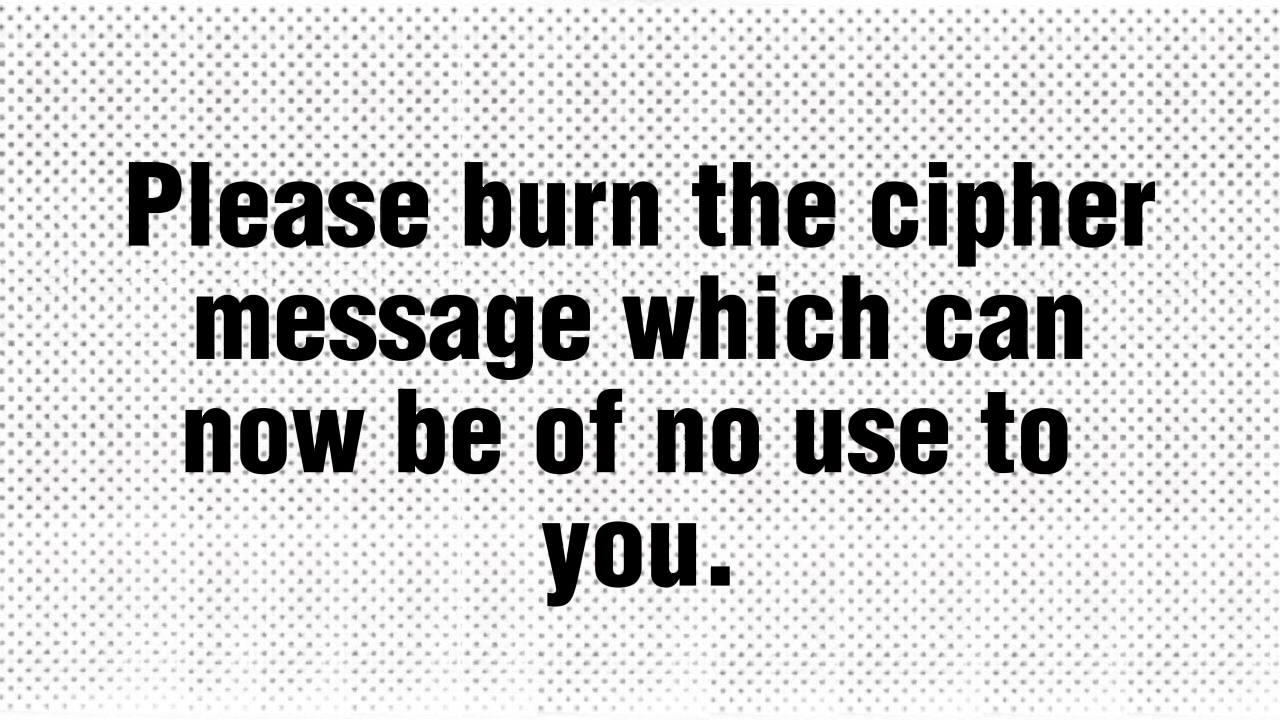 Please burn the cipher
message which can
now be of no use to
you.